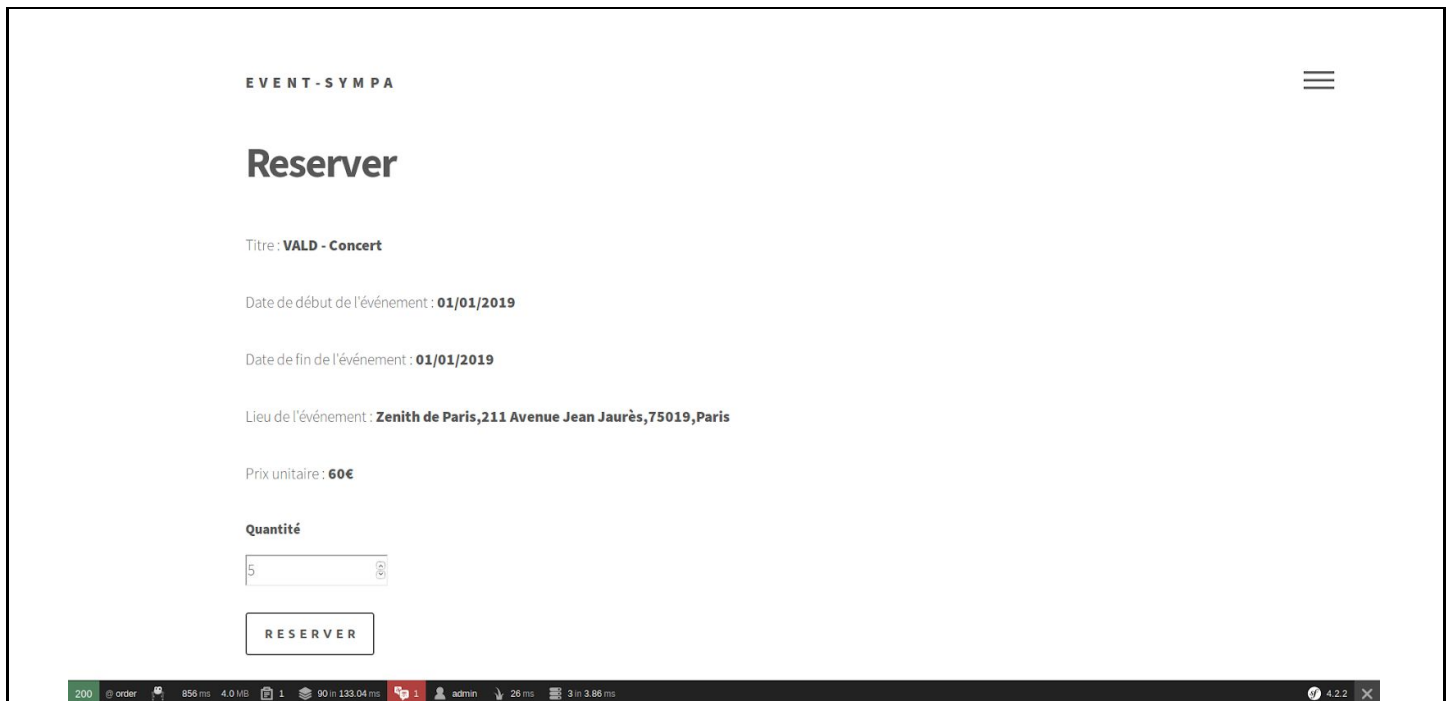 EVENT-SYMPA
Reserver
Titre : VALD - Concert
Date de début de l'événement : 01/01/2019
Date de fin de l'événement : 01/01/2019
Lieu de l'événement : Zenith de Paris,211 Avenue Jean Jaurès,75019,Paris
Prix unitaire : 60€
Quantité
5
RESERVER
200 @ order 856 ms 4.0 MB 1 90 in 133.04 ms 1 admin 26 ms 3 in 3.86 ms sf 4.2.2